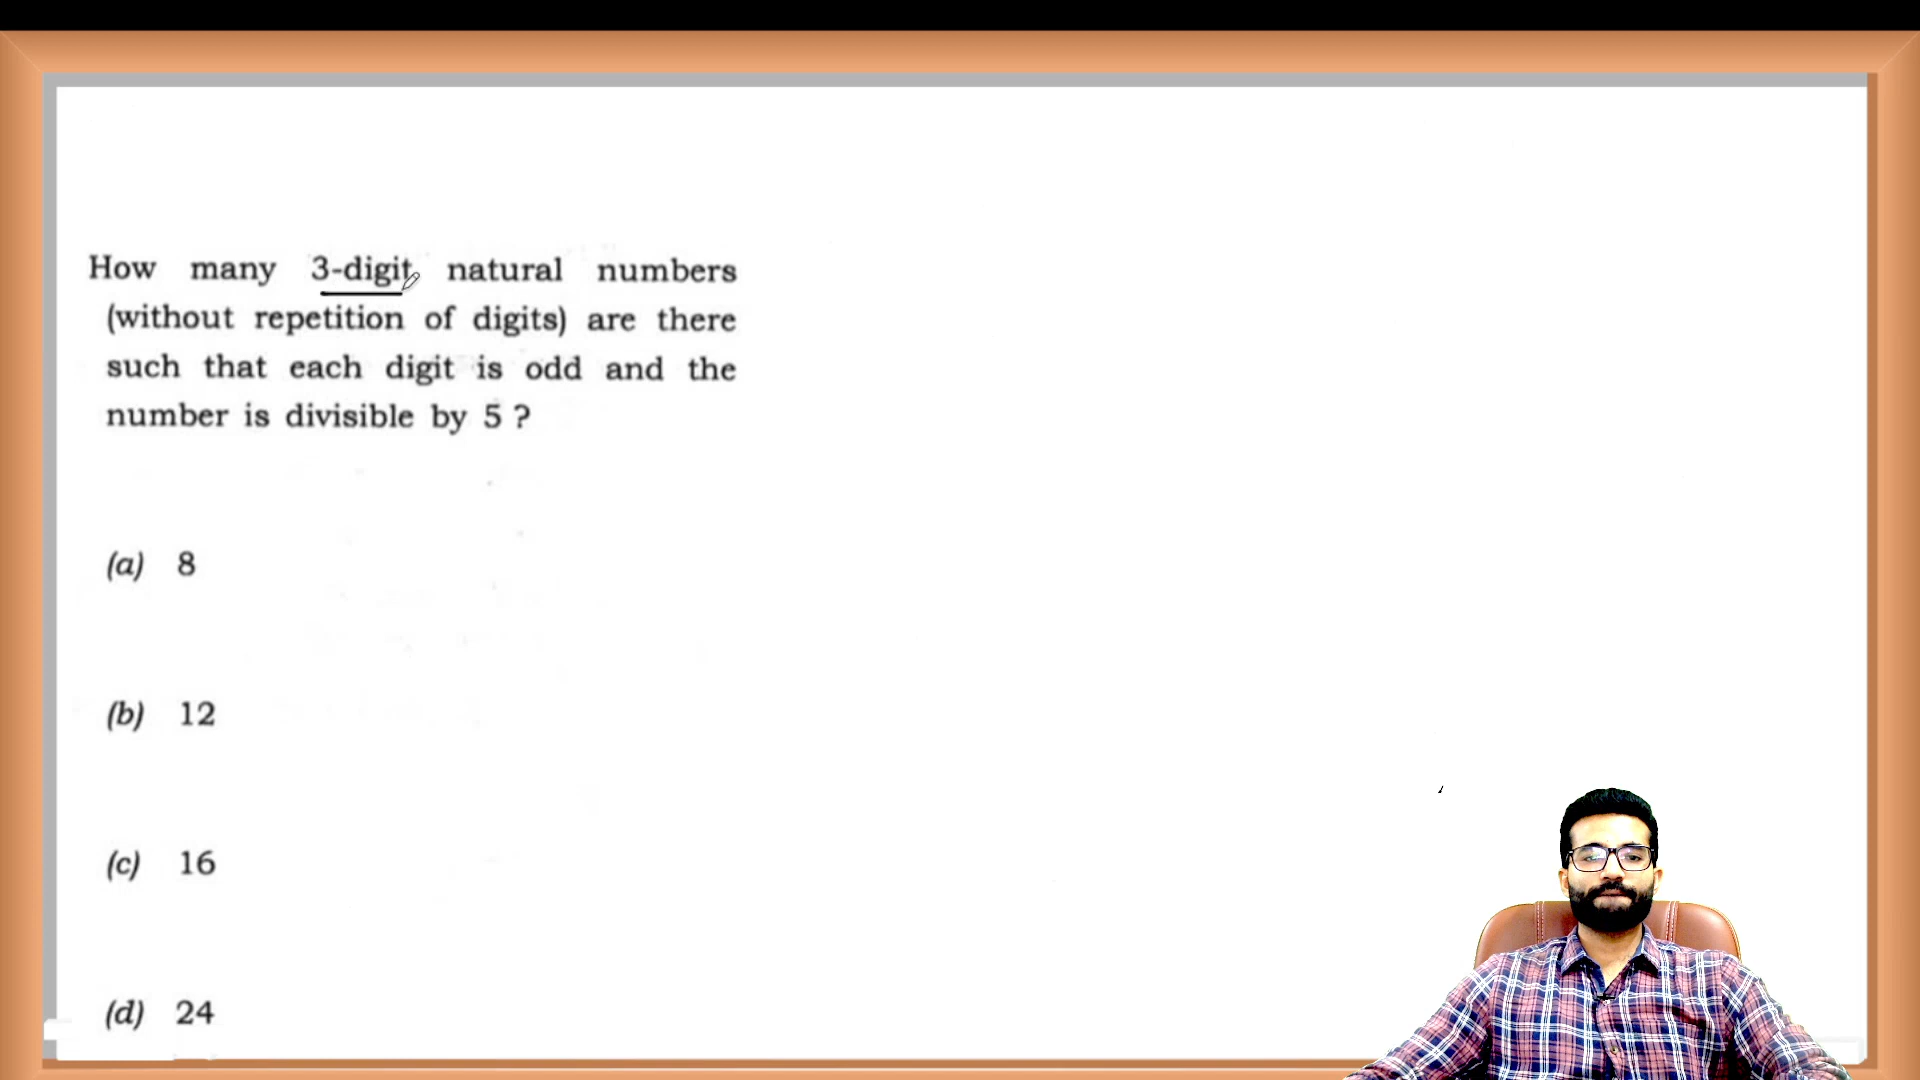 How many 3-digit natural numbers
(without repetition of digits) are there
such that each digit is odd and the
number is divisible by 5 ?
(a) 8
(b) 12
(c) 16
(d) 24